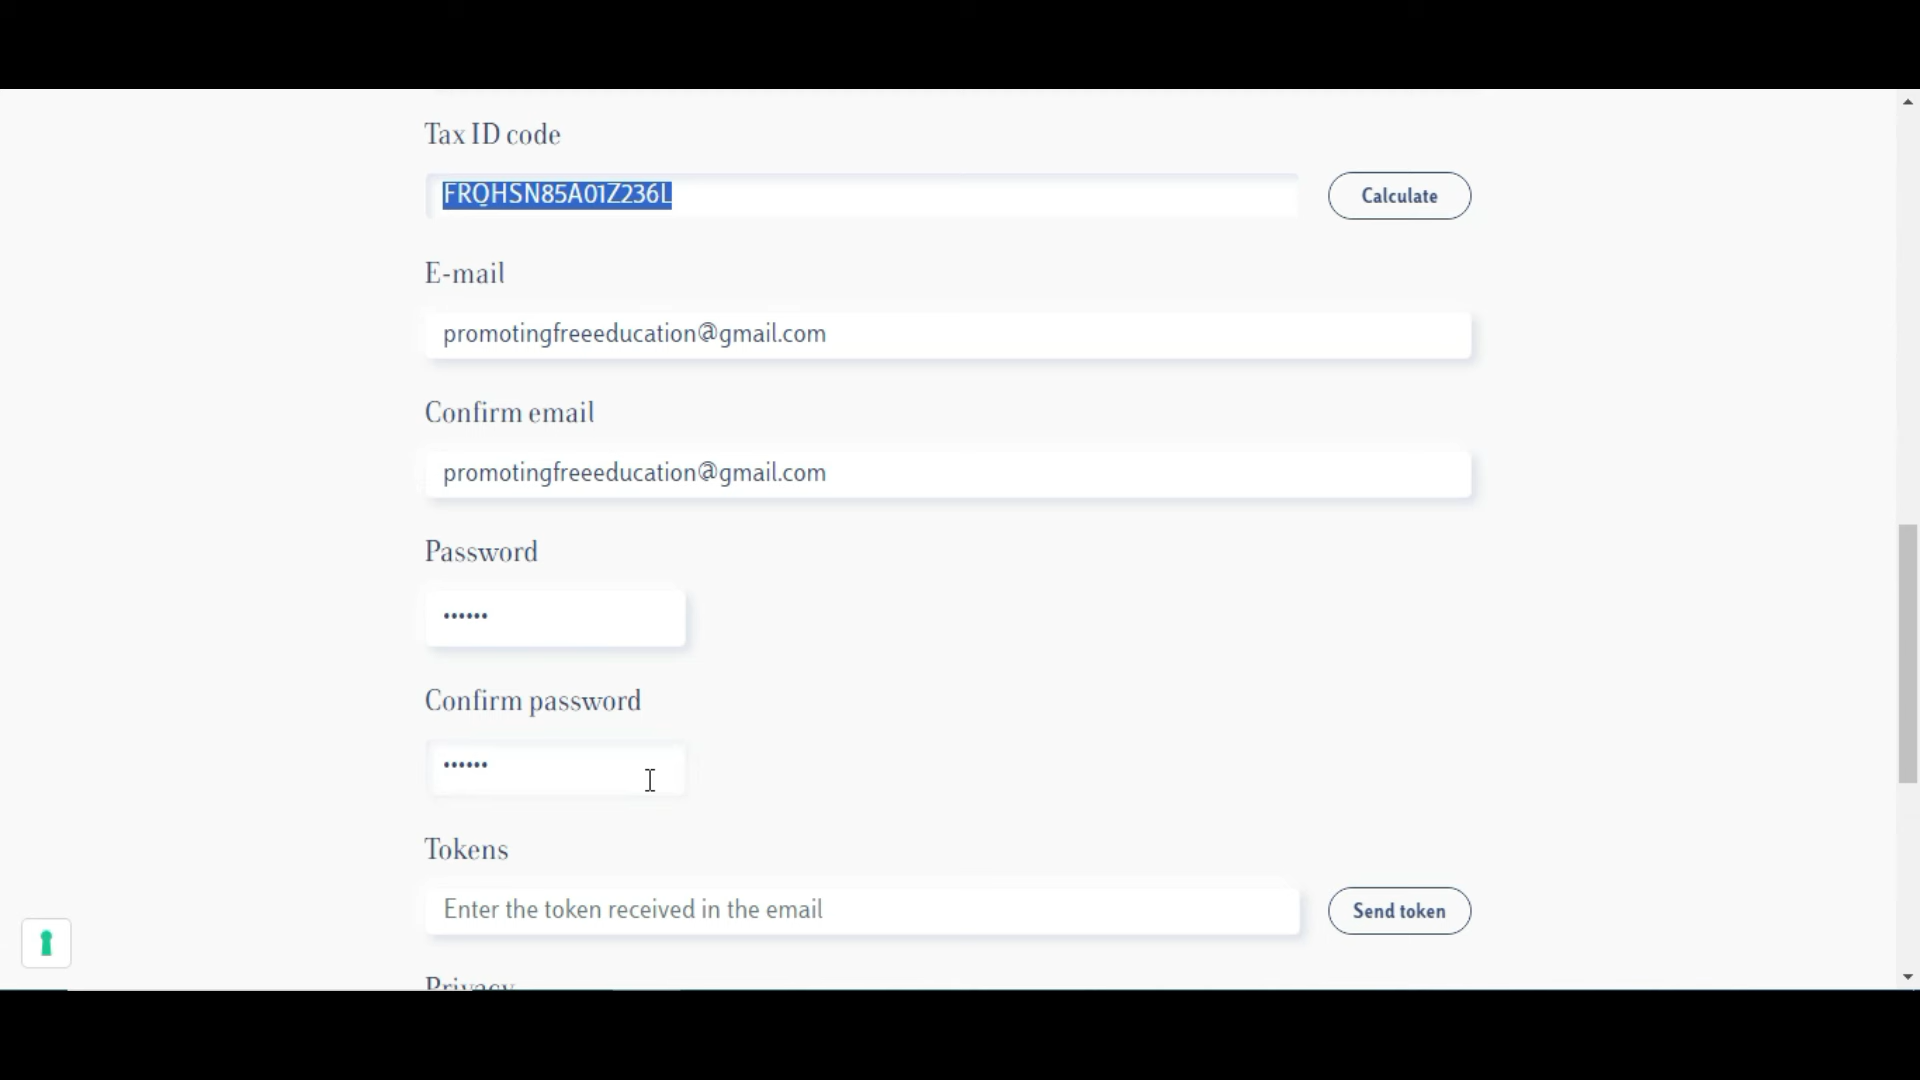 Tax ID code
FRQHSN85A01Z236L
Calculate
E-mail
promotingfreeeducation@gmail.com
Confirm email
promotingfreeeducation@gmail.com
Password
••••••
Confirm password
••••••
Tokens
Enter the token received in the email
Send token
Privacy